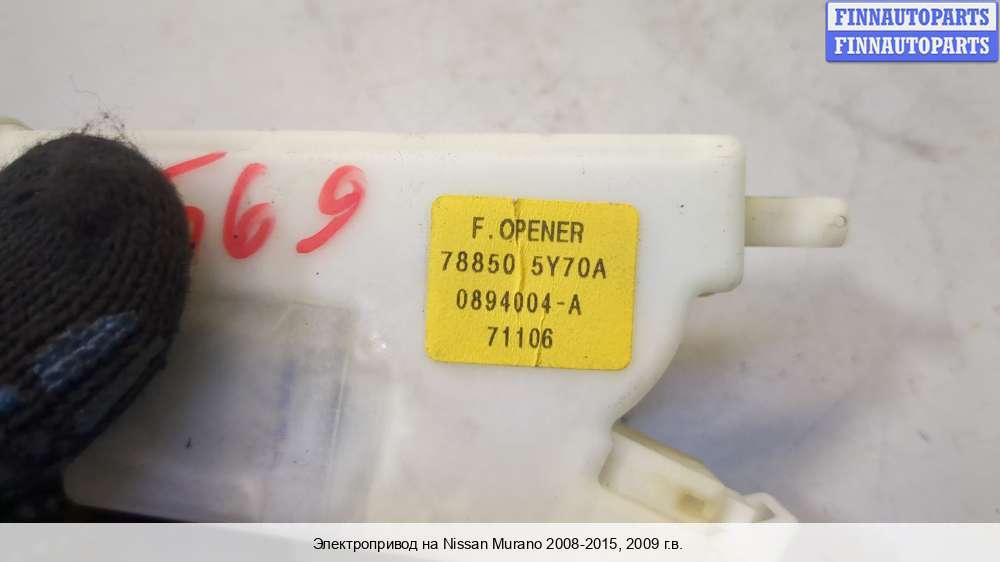 FINNAUTOPARTS
FINNAUTOPARTS
569
F. OPENER
78850 5Y70A
0894004-A
71106
Электропривод на Nissan Murano 2008-2015, 2009 г.в.